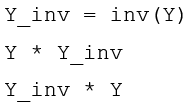 Y_inv = inv(Y)
Y * Y_inv
Y_inv * Y